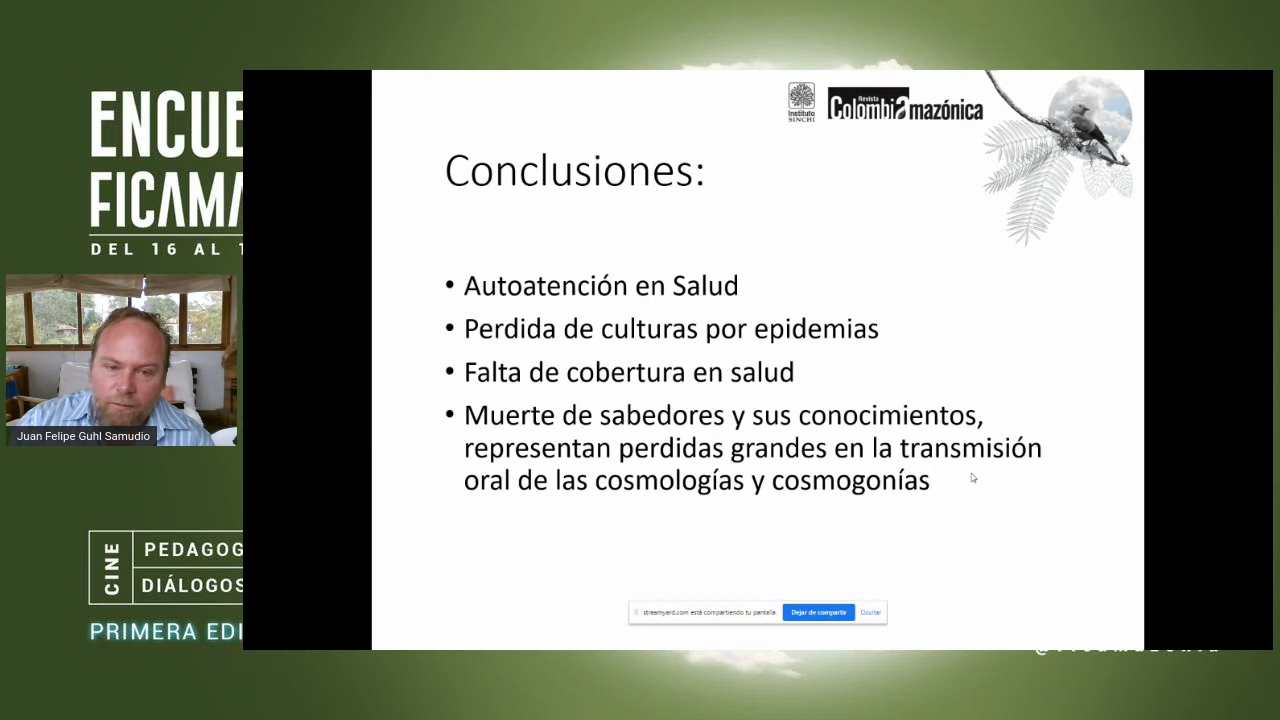 ENCUE
FICAMA
DEL 16 AL 1
Instituto
SINCHI
Revista
Colombiamazónica
Conclusiones:
• Autoatención en Salud
• Perdida de culturas por epidemias
• Falta de cobertura en salud
• Muerte de sabedores y sus conocimientos,
representan perdidas grandes en la transmisión
oral de las cosmologías y cosmogonías
Juan Felipe Guhl Samudio
CINE
PEDAGOG
DIÁLOGOS
PRIMERA EDI
streamyard.com está compartiendo tu pantalla.
Dejar de compartir
Ocultar